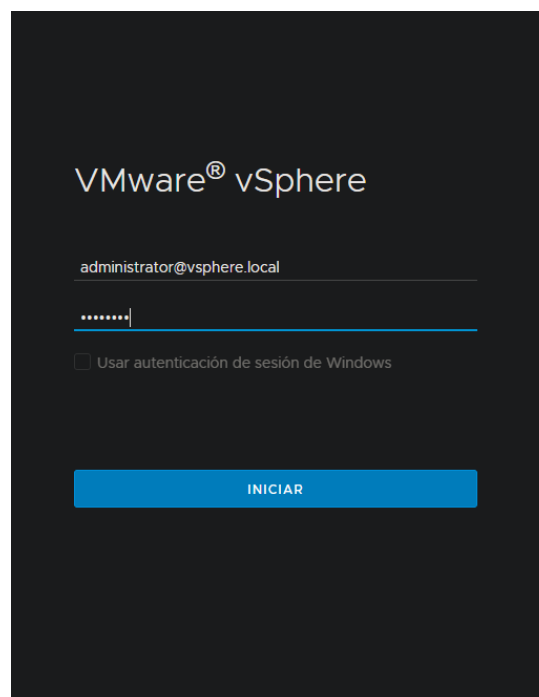 VMware® vSphere
administrator@vsphere.local
••••••••
Usar autenticación de sesión de Windows
INICIAR